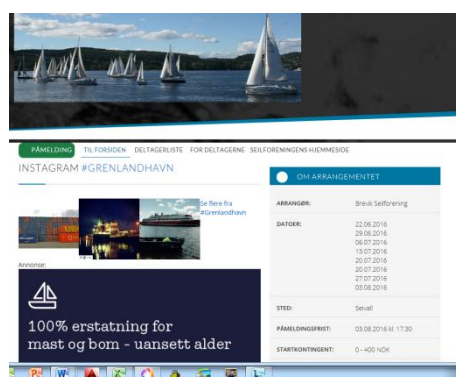 PÅMELDING TIL FORSIDEN DELTAGERLISTE FOR DELTAGERNE SEILFORENINGENS HJEMMESIDE
INSTAGRAM #GRENLANDHAVN
Se flere fra
#Grenlandhavn
Annonse:
100% erstatning for
mast og bom - uansett alder
OM ARRANGEMENTET
ARRANGØR: Brevik Seilforening
DATOER: 22.06.2016
29.06.2016
06.07.2016
13.07.2016
20.07.2016
20.07.2016
27.07.2016
03.08.2016
STED: Seivall
PÅMELDINGSFRIST: 03.08.2016 kl. 17:30
STARTKONTINGENT: 0 - 400 NOK